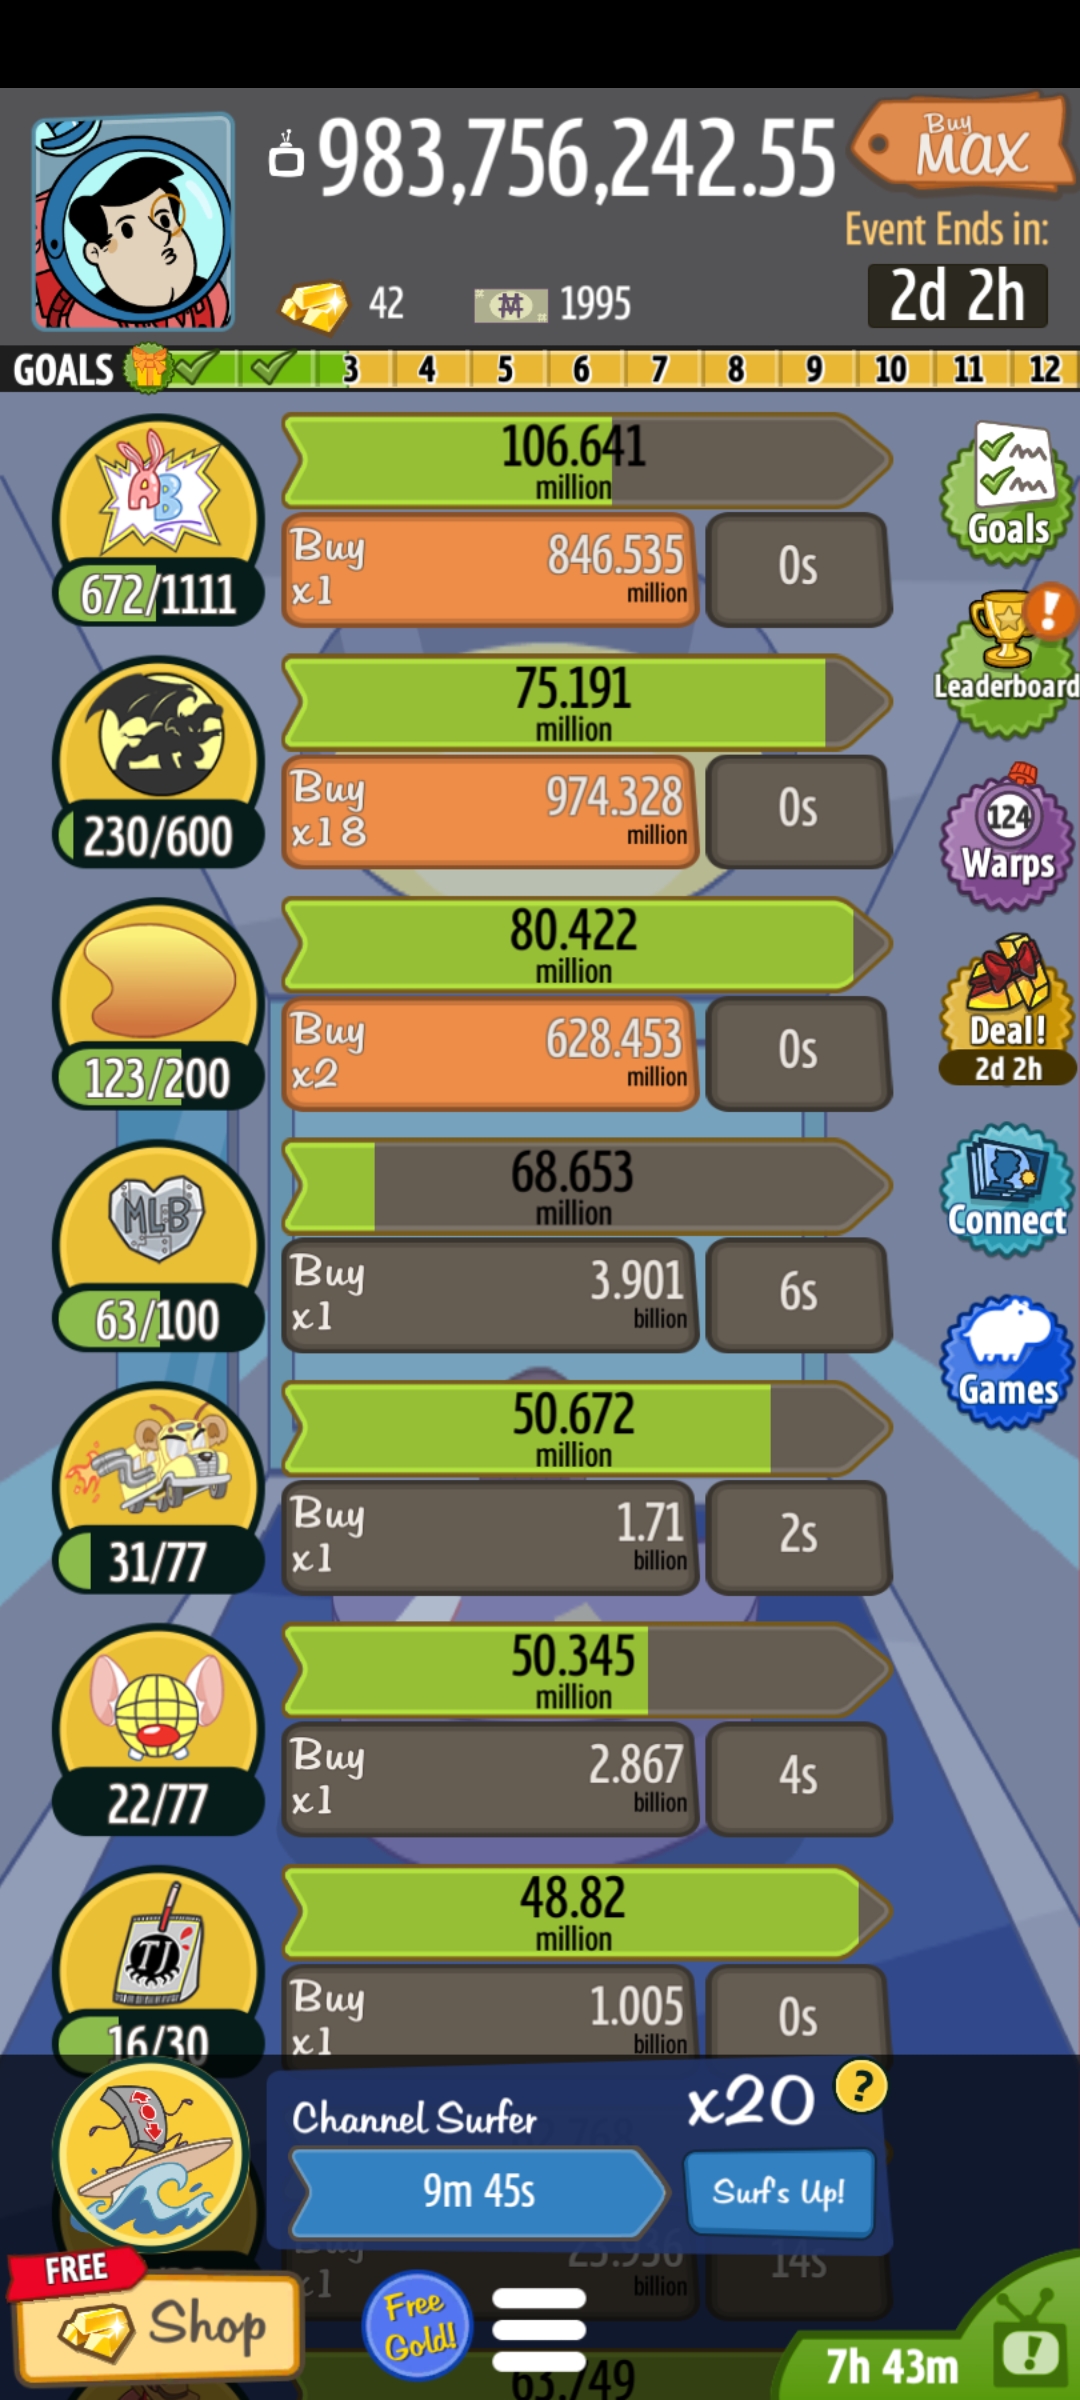 983,756,242.55
Buy
MAX
Event Ends in:
42
1995
2d 2h
GOALS
3 4 5 6 7 8 9 10 11 12
AB
106.641
million
672/1111
Buy
x1
846.535
million
0s
Goals
75.191
million
230/600
Buy
x18
974.328
million
0s
!
Leaderboard
80.422
million
123/200
Buy
x2
628.453
million
0s
124
Warps
Deal!
2d 2h
MLB
68.653
million
63/100
Buy
x1
3.901
billion
6s
Connect
50.672
million
31/77
Buy
x1
1.71
billion
2s
Games
50.345
million
22/77
Buy
x1
2.867
billion
4s
TJ
48.82
million
16/30
Buy
x1
1.005
billion
0s
Channel Surfer
x20
?
9m 45s
Surf's Up!
Buy
x1
23.936
billion
14s
FREE
Shop
Free
Gold!
63.749
7h 43m
!